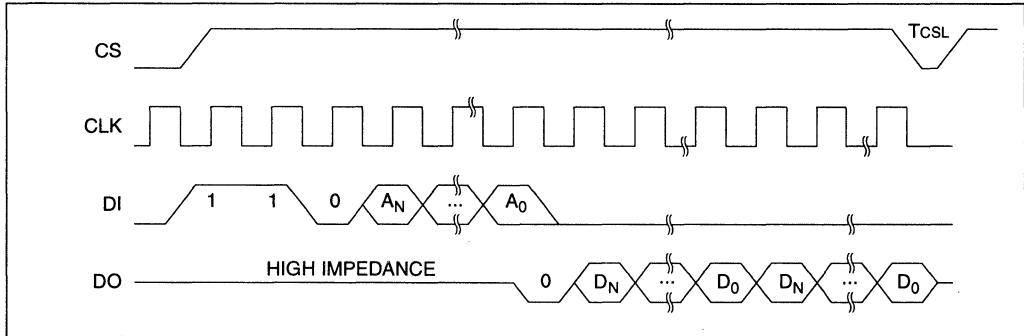 CS TCSL
CLK
DI 1 1 0 AN ... A0
DO HIGH IMPEDANCE 0 DN ... D0 DN ... D0